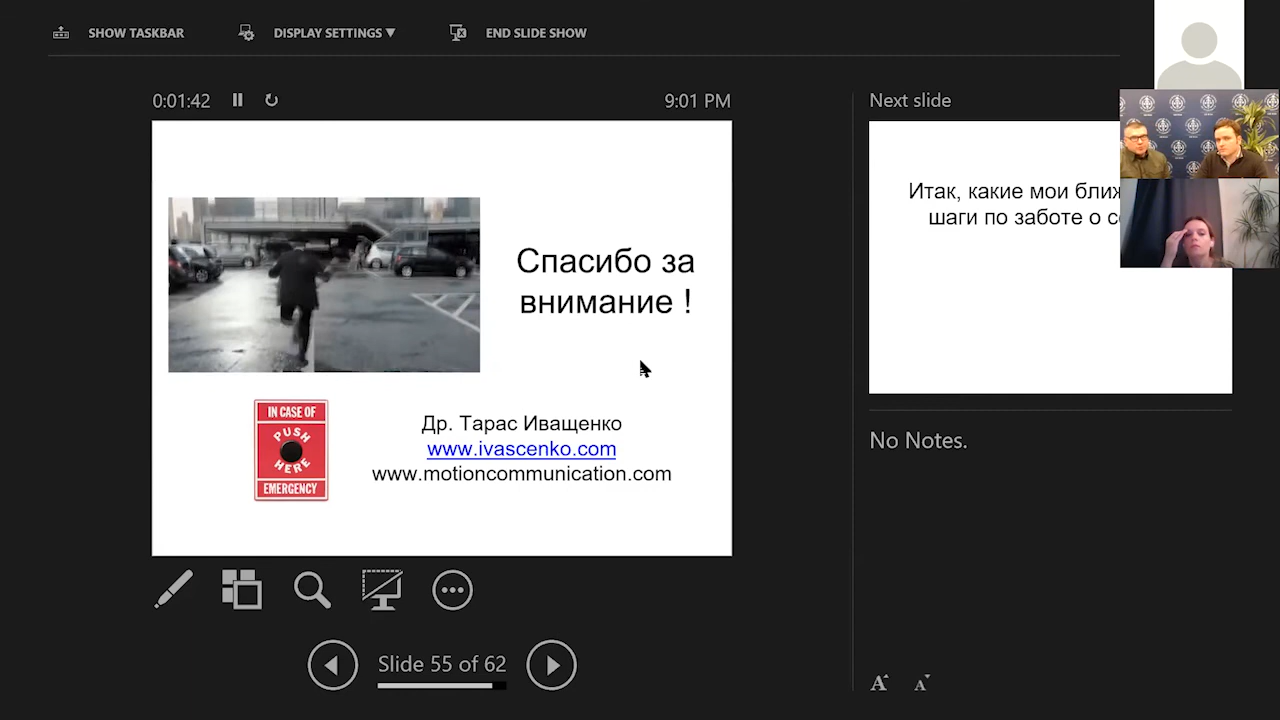 SHOW TASKBAR
DISPLAY SETTINGS ▼
END SLIDE SHOW
0:01:42
9:01 PM
Next slide
Спасибо за
внимание !
IN CASE OF
PUSH
HERE
EMERGENCY
Др. Тарас Иващенко
www.ivascenko.com
www.motioncommunication.com
Итак, какие мои
шаги по заботе о
No Notes.
Slide 55 of 62
A A